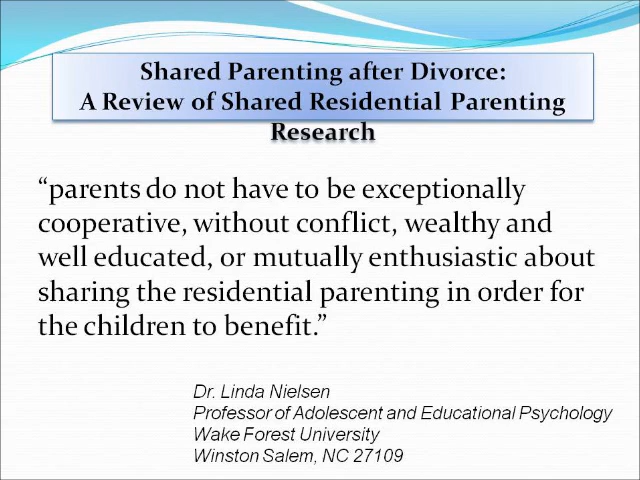 Shared Parenting after Divorce:
A Review of Shared Residential Parenting
Research
“parents do not have to be exceptionally
cooperative, without conflict, wealthy and
well educated, or mutually enthusiastic about
sharing the residential parenting in order for
the children to benefit.”
Dr. Linda Nielsen
Professor of Adolescent and Educational Psychology
Wake Forest University
Winston Salem, NC 27109